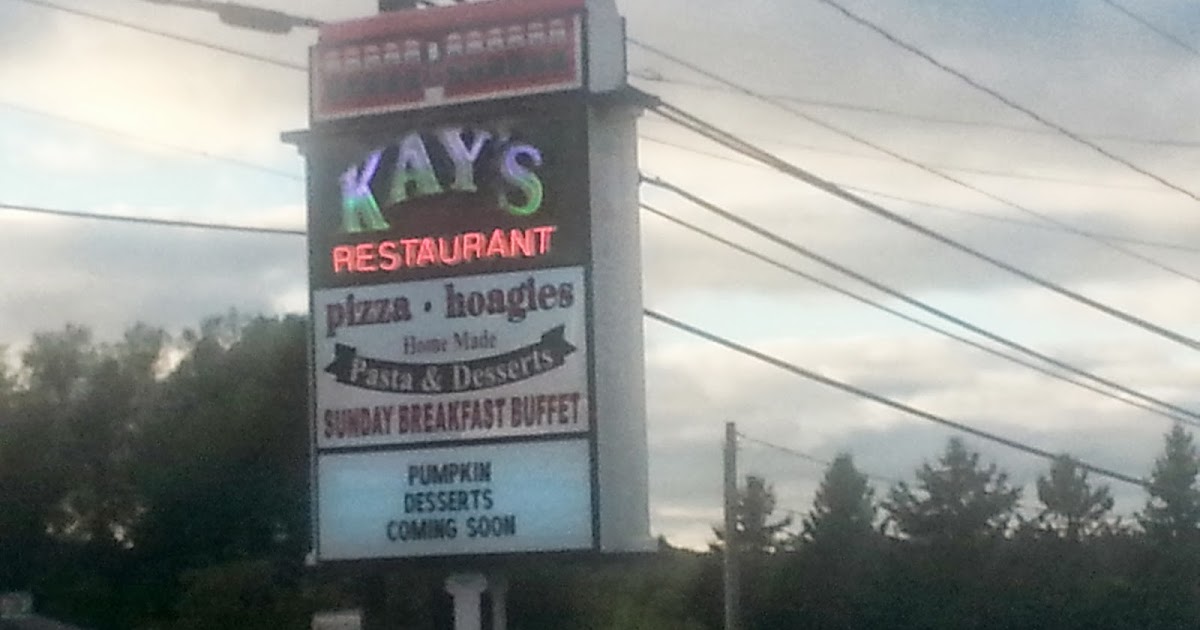 KAY'S
RESTAURANT
pizza · hoagies
Home Made
Pasta & Desserts
SUNDAY BREAKFAST BUFFET
PUMPKIN
DESSERTS
COMING SOON